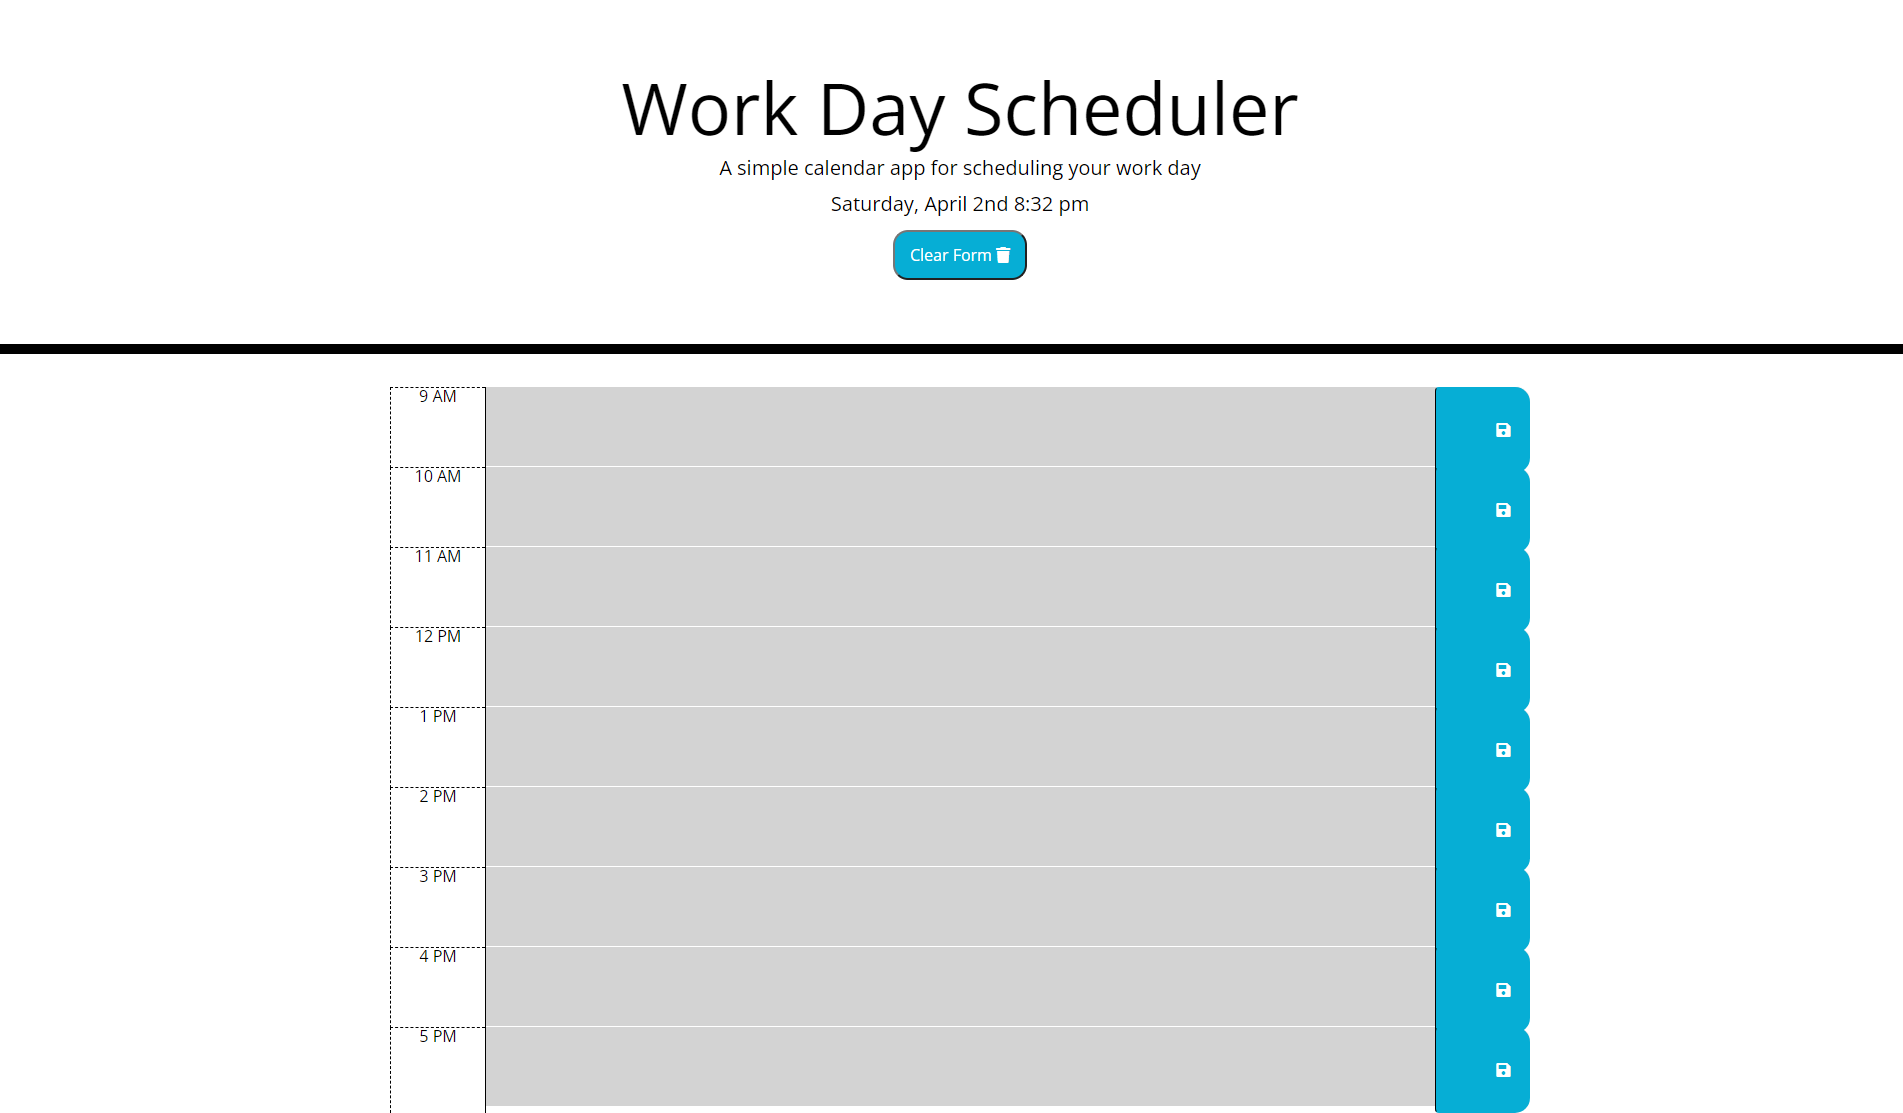 Work Day Scheduler
A simple calendar app for scheduling your work day
Saturday, April 2nd 8:32 pm
Clear Form
9 AM
10 AM
11 AM
12 PM
1 PM
2 PM
3 PM
4 PM
5 PM